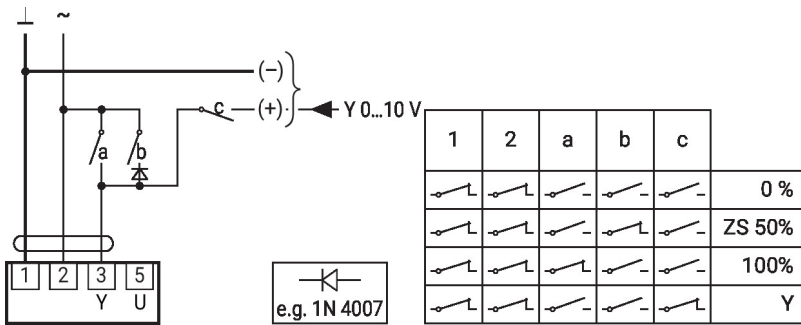 ⊥ ~
(–)
c (+) Y 0...10 V
a b
1 2 3 5
Y U
e.g. 1N 4007
1 2 a b c
0 %
ZS 50%
100%
Y